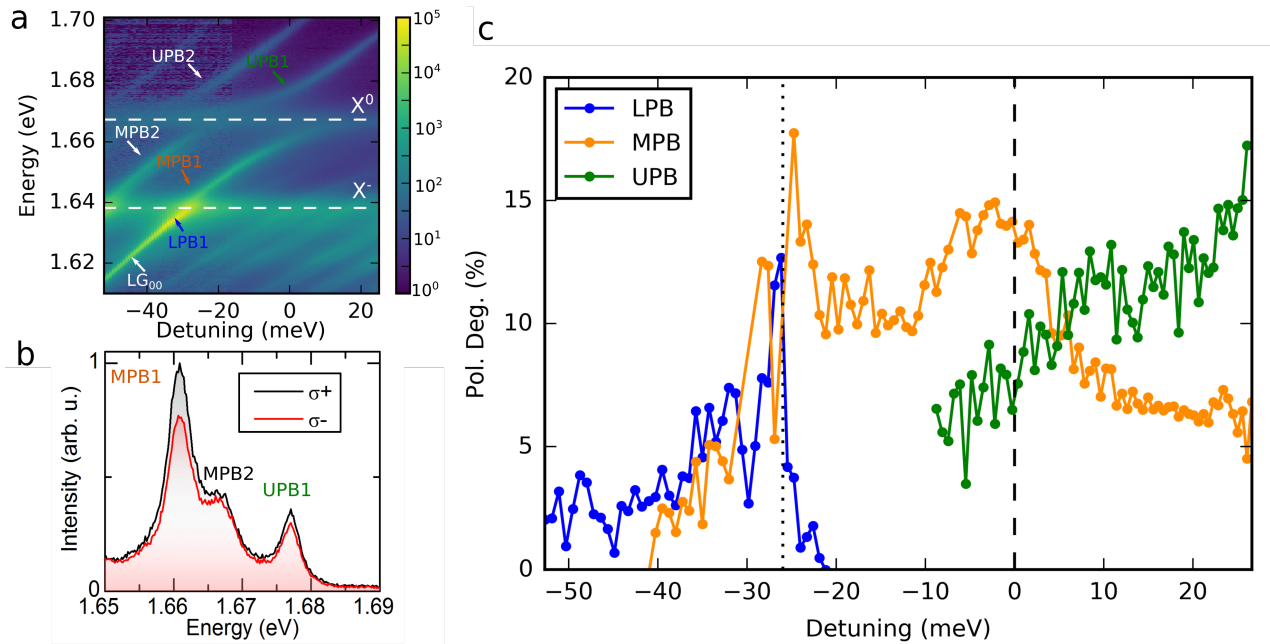 a
1.70
1.68
1.66
1.64
1.62
Energy (eV)
UPB2
UPB1
X⁰
MPB2
MPB1
X⁻
LPB1
LG₀₀
−40
−20
0
20
Detuning (meV)
10⁵
10⁴
10³
10²
10¹
10⁰
b
1
0
Intensity (arb. u.)
MPB1
σ+
σ−
MPB2
UPB1
1.65
1.66
1.67
1.68
1.69
Energy (eV)
c
20
15
10
5
0
Pol. Deg. (%)
LPB
MPB
UPB
−50
−40
−30
−20
−10
0
10
20
Detuning (meV)